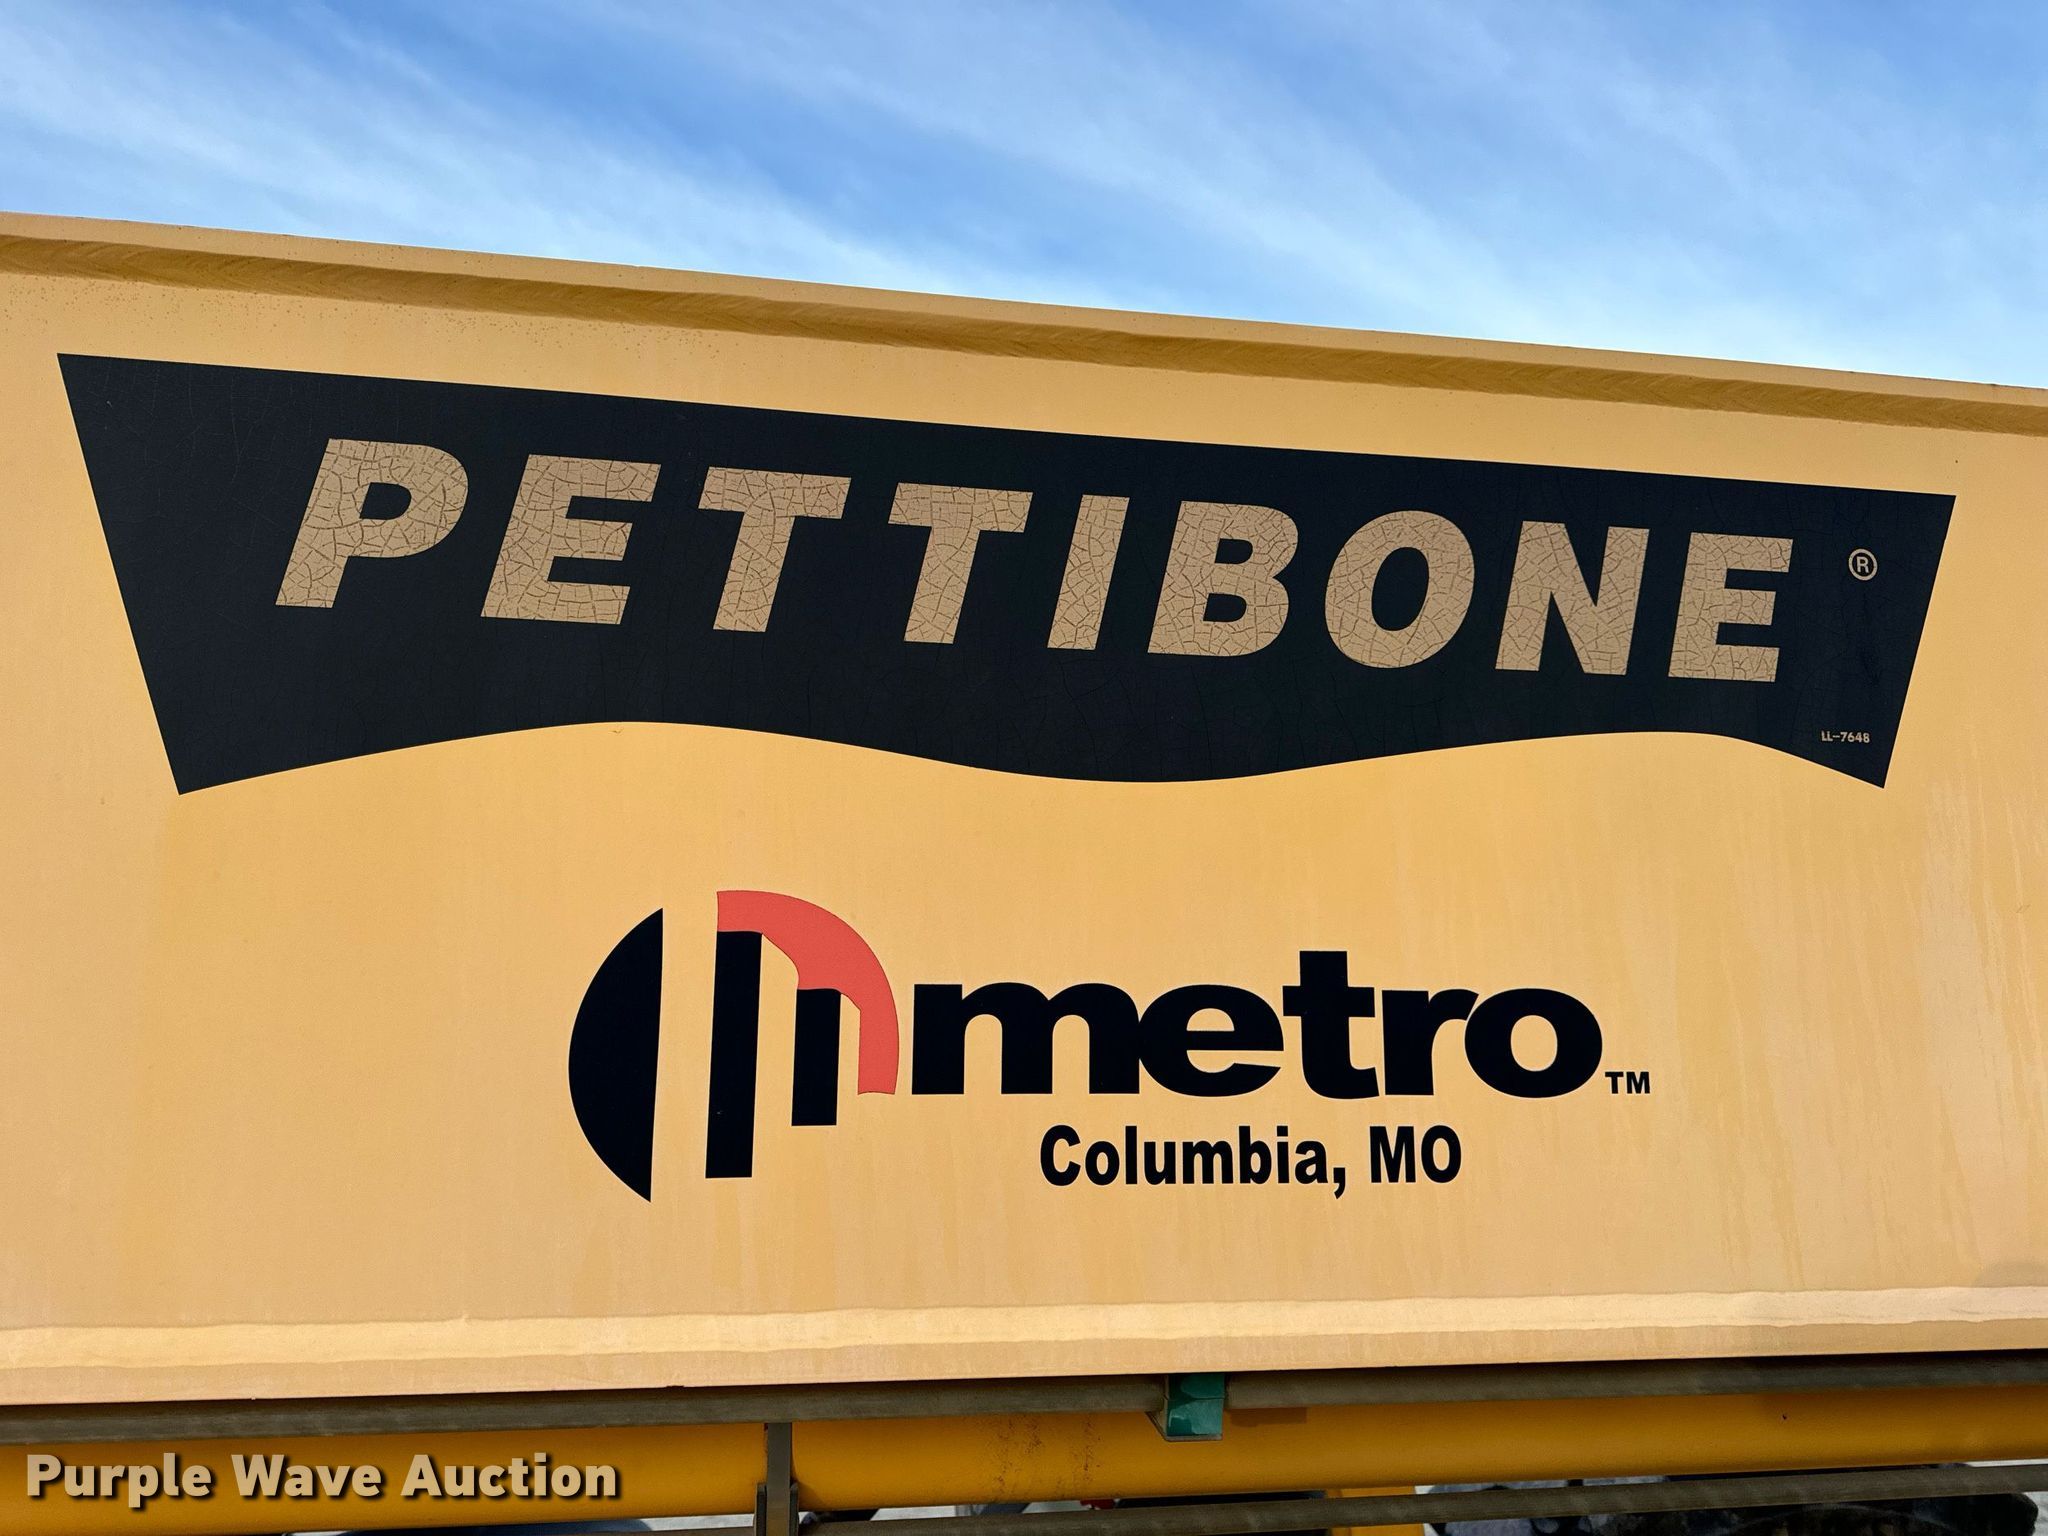 PETTIBONE ®
LL-7648
metro™
Columbia, MO
Purple Wave Auction